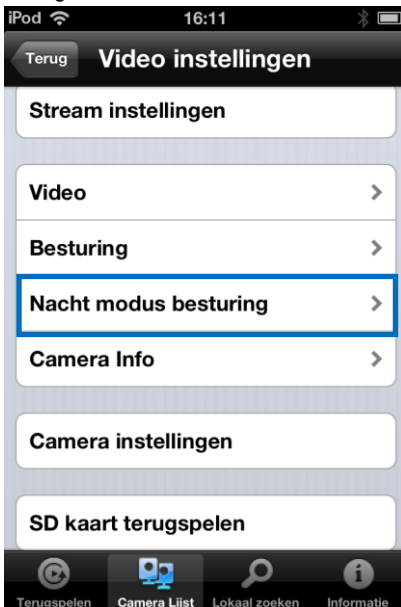 iPod 16:11
Terug Video instellingen
Stream instellingen
Video
Besturing
Nacht modus besturing
Camera Info
Camera instellingen
SD kaart terugspelen
Terugspelen Camera Lijst Lokaal zoeken Informatie